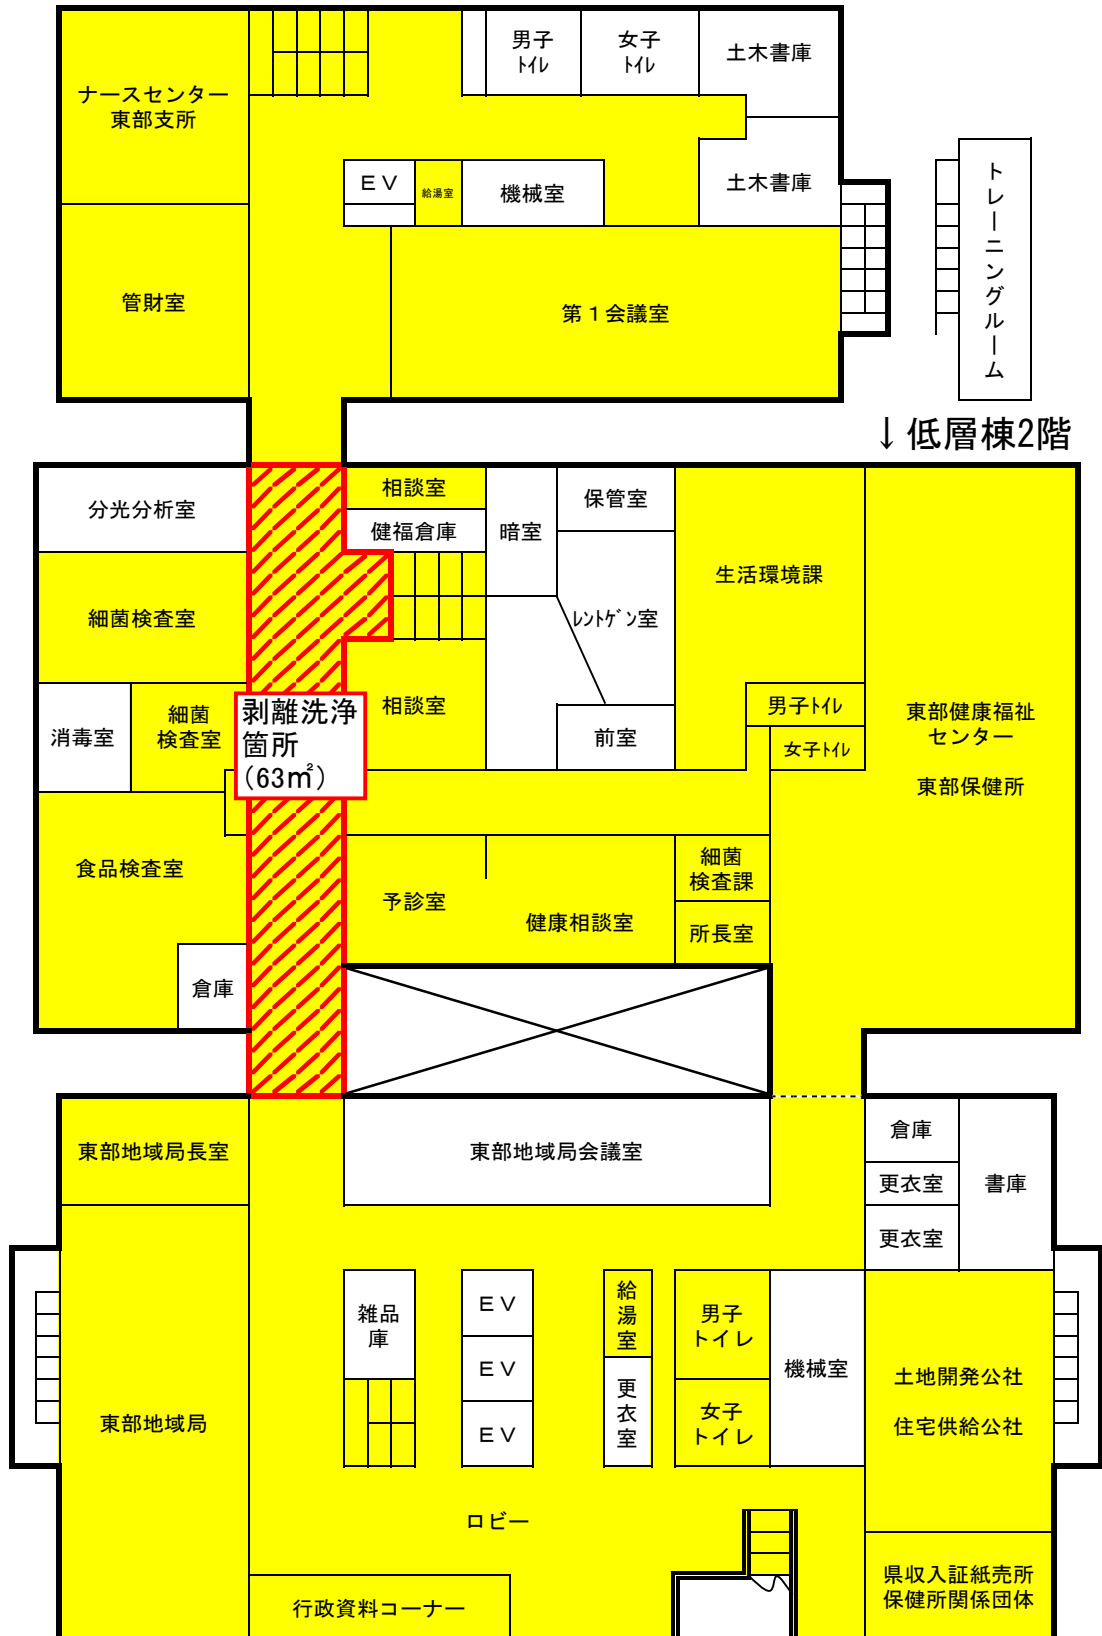 男子
ﾄｲﾚ
女子
ﾄｲﾚ
土木書庫
ナースセンター
東部支所
ＥＶ
給湯室
機械室
土木書庫
トレーニングルーム
管財室
第１会議室
↓低層棟2階
分光分析室
相談室
健福倉庫
暗室
保管室
生活環境課
細菌検査室
ﾚﾝﾄｹﾞﾝ室
消毒室
細菌
検査室
剥離洗浄
箇所
(63㎡)
相談室
前室
男子トイレ
女子トイレ
東部健康福祉
センター
東部保健所
食品検査室
予診室
健康相談室
細菌
検査課
所長室
倉庫
東部地域局長室
東部地域局会議室
倉庫
更衣室
更衣室
書庫
雑品
庫
ＥＶ
ＥＶ
ＥＶ
給湯室
更衣室
男子
トイレ
女子
トイレ
機械室
土地開発公社
住宅供給公社
東部地域局
ロビー
行政資料コーナー
県収入証紙売所
保健所関係団体